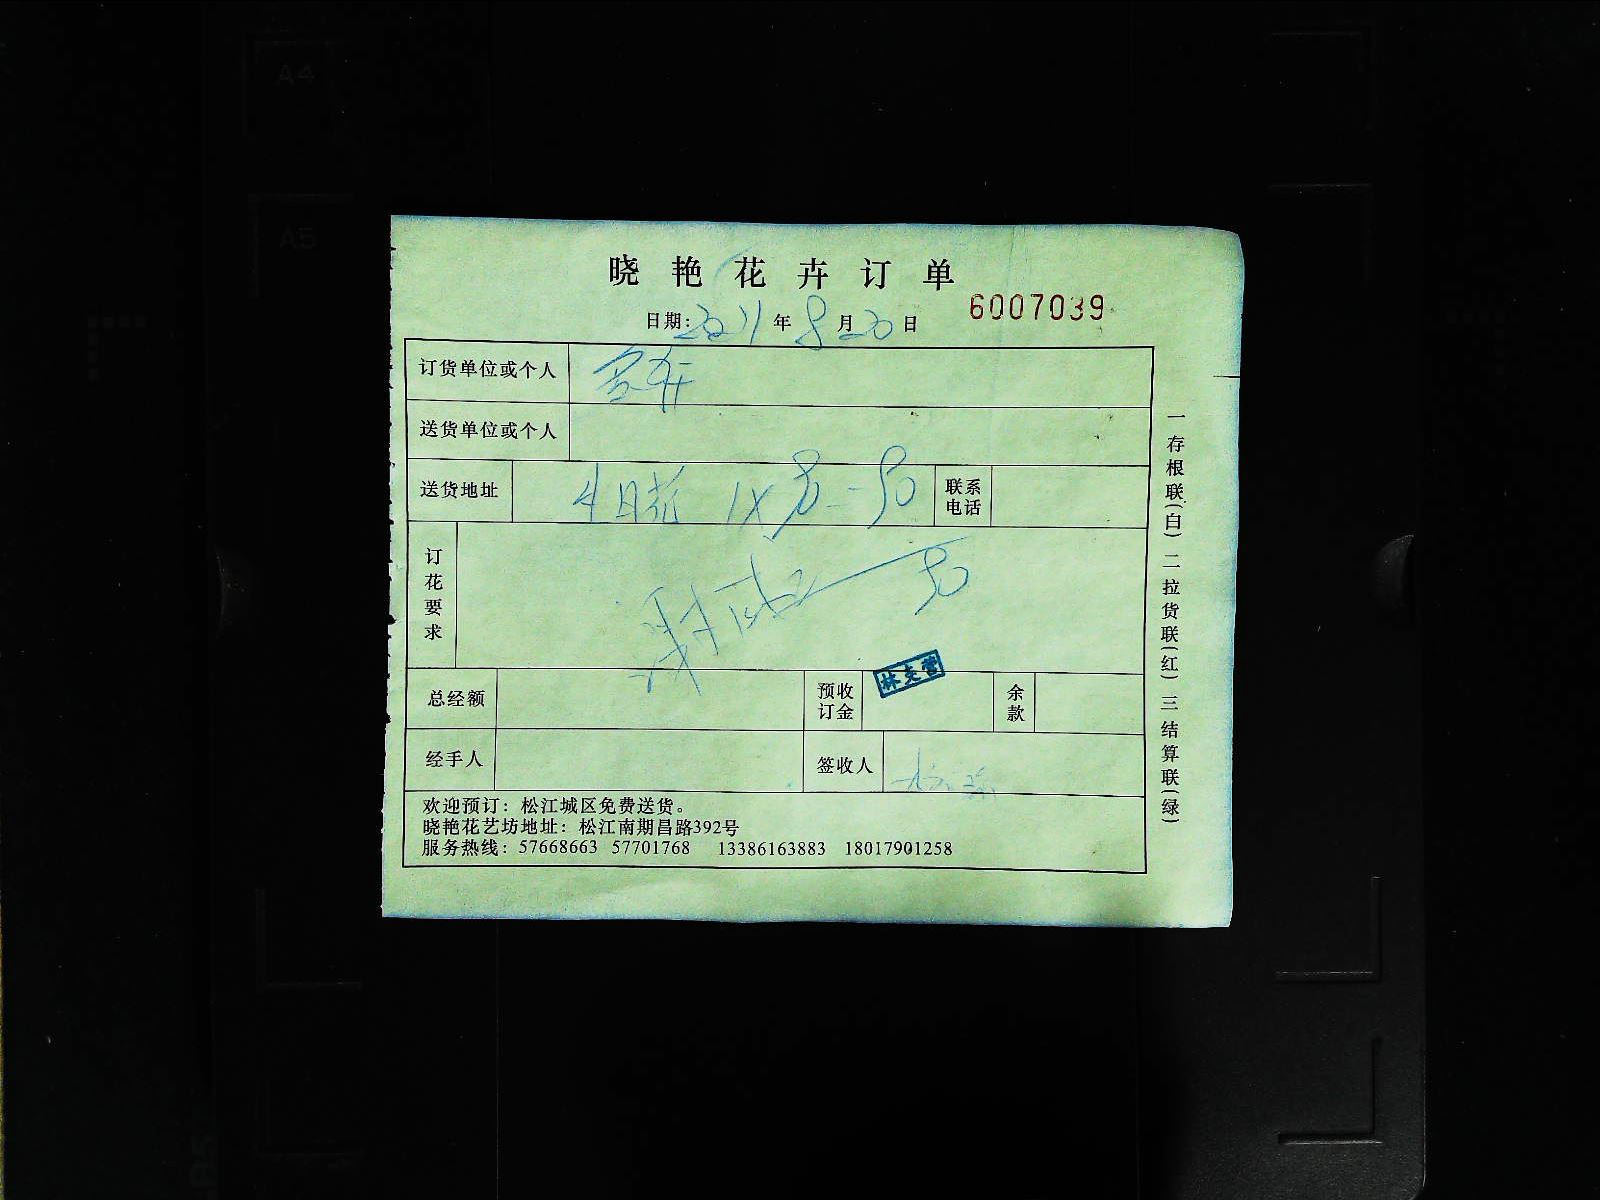 A4
A5
晓艳花卉订单
6007039
日期: 2021年8月20日
订货单位或个人
送货单位或个人
送货地址 生日花 联系电话
订花要求
总经额 预收订金 余款
经手人 签收人
欢迎预订：松江城区免费送货。
晓艳花艺坊地址：松江南期昌路392号
服务热线：57668663 57701768 13386163883 18017901258
一存根联(白) 二拉货联(红) 三结算联(绿)